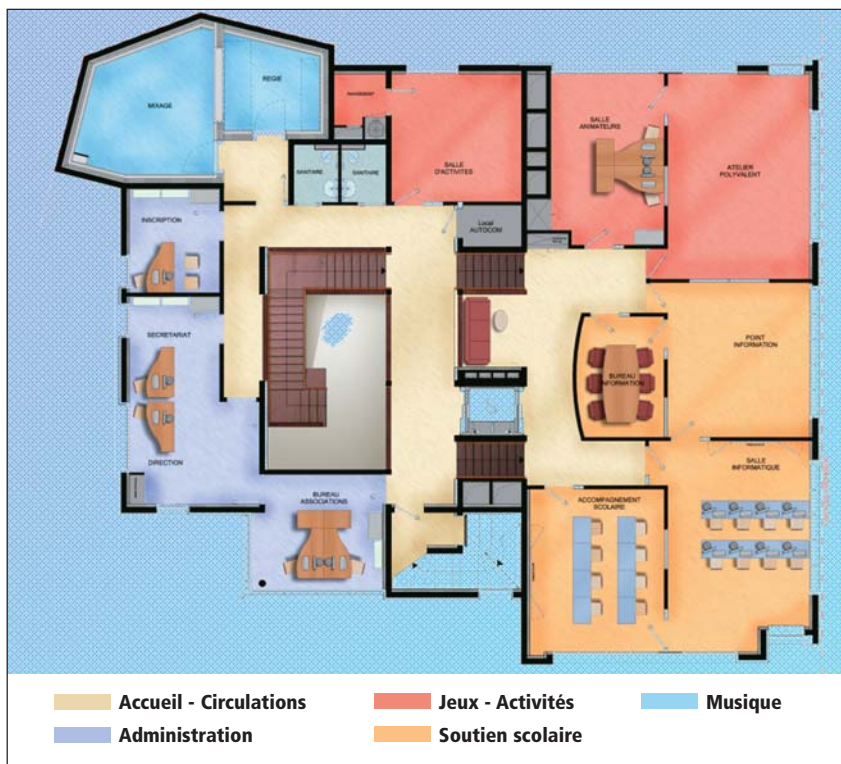 MIXAGE
REGIE
RANGEMENT
SALLE
D'ACTIVITES
SALLE
ANIMATEURS
ATELIER
POLYVALENT
SANITAIRE
SANITAIRE
INSCRIPTION
Local
AUTOCOM
SECRETARIAT
POINT
INFORMATION
BUREAU
INFORMATION
DIRECTION
BUREAU
ASSOCIATIONS
SALLE
INFORMATIQUE
ACCOMPAGNEMENT
SCOLAIRE
Accueil - Circulations
Jeux - Activités
Musique
Administration
Soutien scolaire